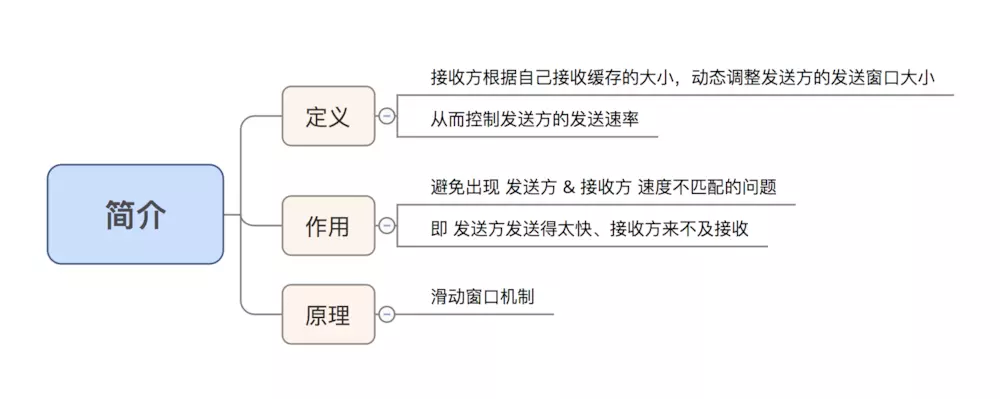 简介
定义
接收方根据自己接收缓存的大小，动态调整发送方的发送窗口大小
从而控制发送方的发送速率
作用
避免出现 发送方 & 接收方 速度不匹配的问题
即 发送方发送得太快、接收方来不及接收
原理
滑动窗口机制